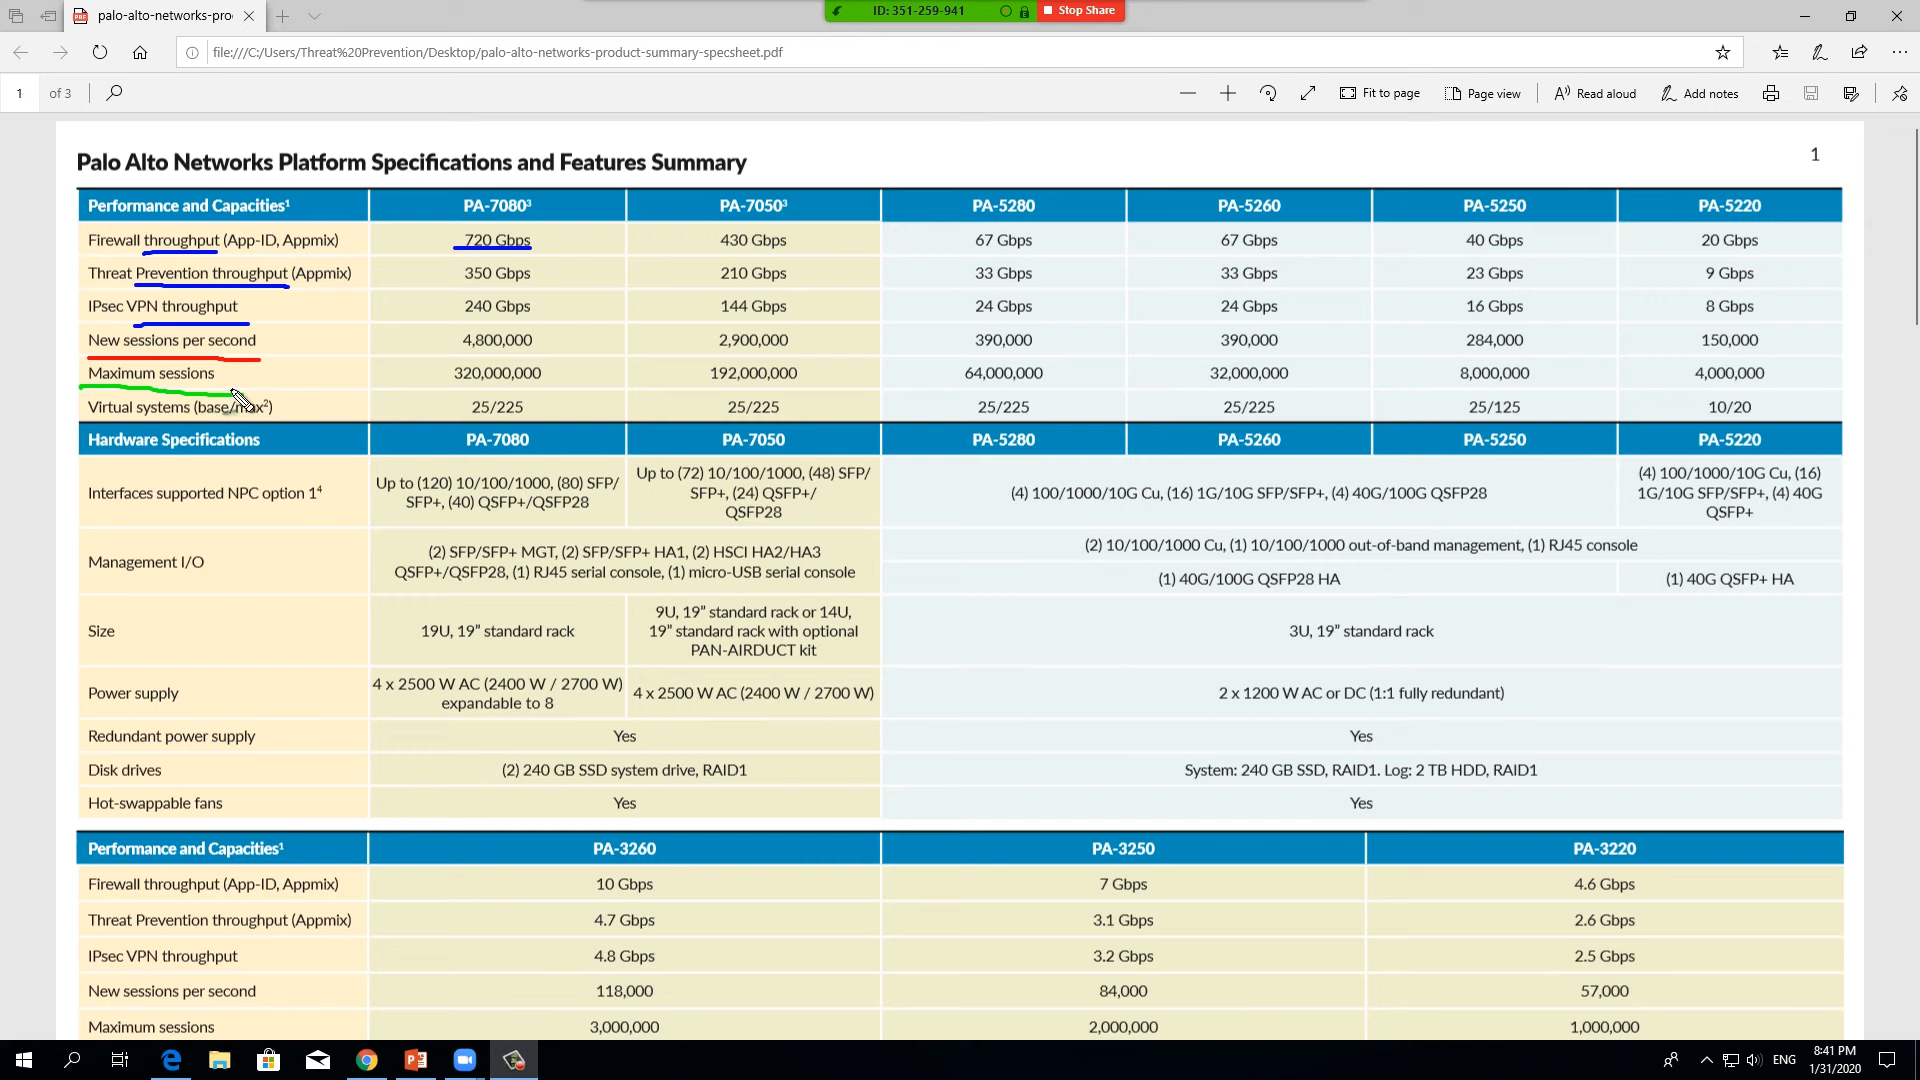 palo-alto-networks-pro
ID: 351-259-941
Stop Share
file:///C:/Users/Threat%20Prevention/Desktop/palo-alto-networks-product-summary-specsheet.pdf
1 of 3
Fit to page
Page view
Read aloud
Add notes
Palo Alto Networks Platform Specifications and Features Summary
1
Performance and Capacities¹ PA-7080³ PA-7050³ PA-5280 PA-5260 PA-5250 PA-5220
Firewall throughput (App-ID, Appmix) 720 Gbps 430 Gbps 67 Gbps 67 Gbps 40 Gbps 20 Gbps
Threat Prevention throughput (Appmix) 350 Gbps 210 Gbps 33 Gbps 33 Gbps 23 Gbps 9 Gbps
IPsec VPN throughput 240 Gbps 144 Gbps 24 Gbps 24 Gbps 16 Gbps 8 Gbps
New sessions per second 4,800,000 2,900,000 390,000 390,000 284,000 150,000
Maximum sessions 320,000,000 192,000,000 64,000,000 32,000,000 8,000,000 4,000,000
Virtual systems (base/max²) 25/225 25/225 25/225 25/225 25/125 10/20
Hardware Specifications PA-7080 PA-7050 PA-5280 PA-5260 PA-5250 PA-5220
Interfaces supported NPC option 1⁴
Up to (120) 10/100/1000, (80) SFP/
SFP+, (40) QSFP+/QSFP28
Up to (72) 10/100/1000, (48) SFP/
SFP+, (24) QSFP+/
QSFP28
(4) 100/1000/10G Cu, (16) 1G/10G SFP/SFP+, (4) 40G/100G QSFP28
(4) 100/1000/10G Cu, (16)
1G/10G SFP/SFP+, (4) 40G
QSFP+
Management I/O
(2) SFP/SFP+ MGT, (2) SFP/SFP+ HA1, (2) HSCI HA2/HA3
QSFP+/QSFP28, (1) RJ45 serial console, (1) micro-USB serial console
(2) 10/100/1000 Cu, (1) 10/100/1000 out-of-band management, (1) RJ45 console
(1) 40G/100G QSFP28 HA
(1) 40G QSFP+ HA
Size
19U, 19” standard rack
9U, 19” standard rack or 14U,
19” standard rack with optional
PAN-AIRDUCT kit
3U, 19” standard rack
Power supply
4 x 2500 W AC (2400 W / 2700 W)
expandable to 8
4 x 2500 W AC (2400 W / 2700 W)
2 x 1200 W AC or DC (1:1 fully redundant)
Redundant power supply Yes Yes
Disk drives (2) 240 GB SSD system drive, RAID1 System: 240 GB SSD, RAID1. Log: 2 TB HDD, RAID1
Hot-swappable fans Yes Yes
Performance and Capacities¹ PA-3260 PA-3250 PA-3220
Firewall throughput (App-ID, Appmix) 10 Gbps 7 Gbps 4.6 Gbps
Threat Prevention throughput (Appmix) 4.7 Gbps 3.1 Gbps 2.6 Gbps
IPsec VPN throughput 4.8 Gbps 3.2 Gbps 2.5 Gbps
New sessions per second 118,000 84,000 57,000
Maximum sessions 3,000,000 2,000,000 1,000,000
ENG
8:41 PM
1/31/2020